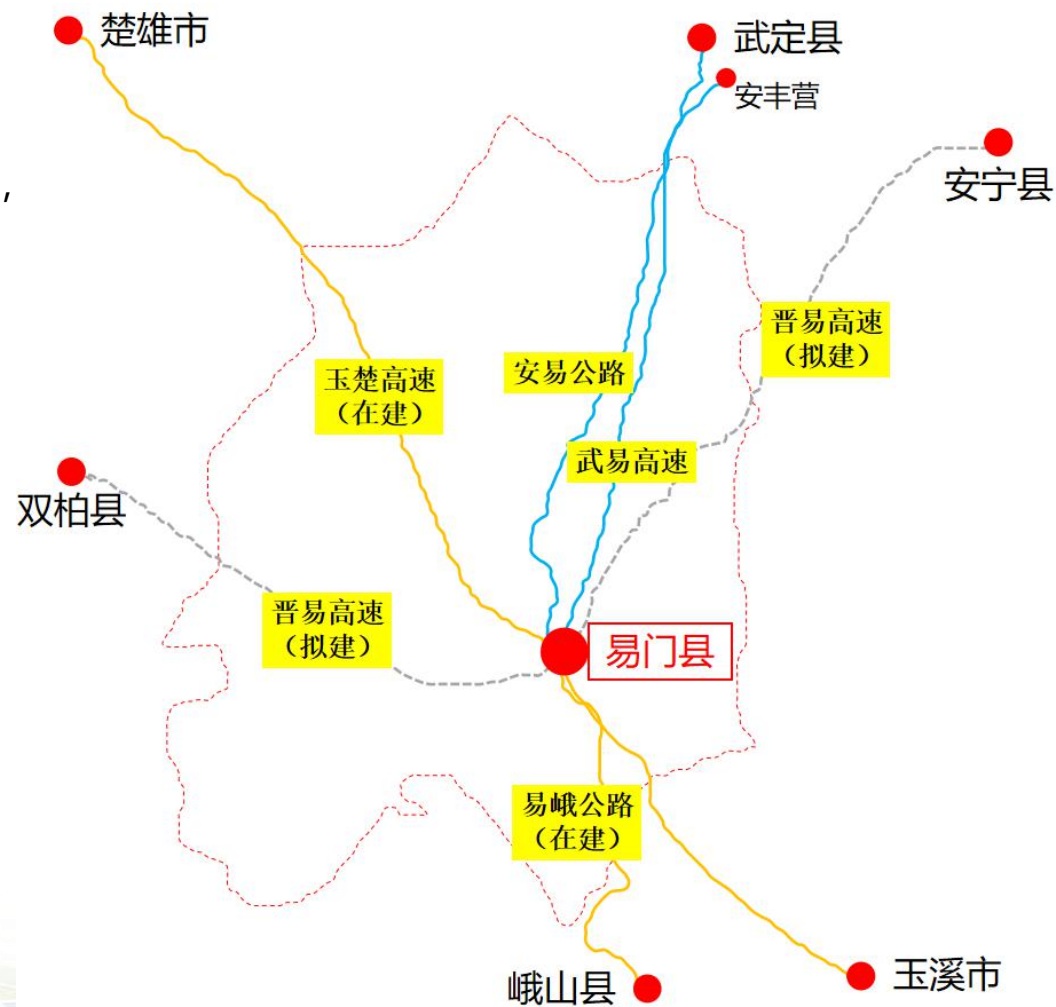 楚雄市
武定县
安丰营
安宁县
，
晋易高速
（拟建）
玉楚高速
（在建）
安易公路
武易高速
双柏县
晋易高速
（拟建）
易门县
易峨公路
（在建）
玉溪市
峨山县